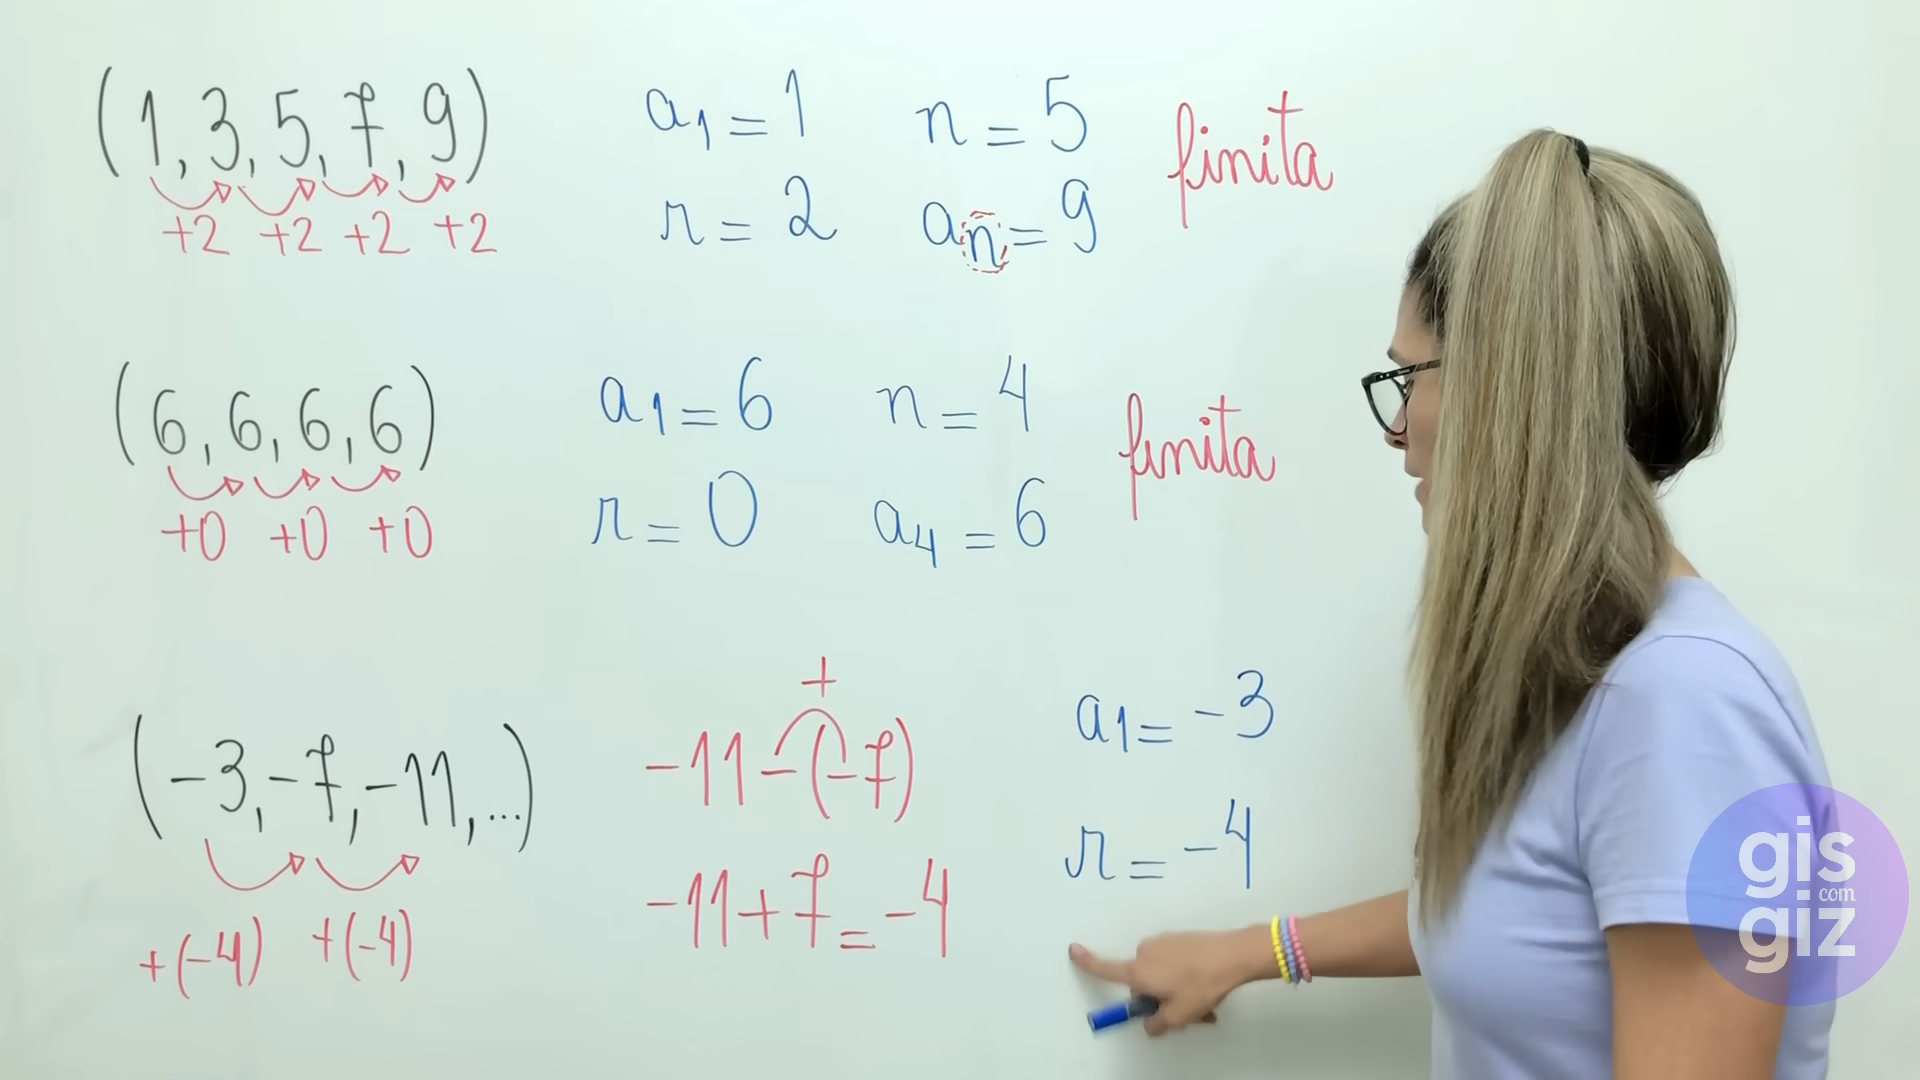 (1, 3, 5, 7, 9) a1 = 1 n = 5 finita
+2 +2 +2 +2 r = 2 an = 9
(6, 6, 6, 6) a1 = 6 n = 4 finita
+0 +0 +0 r = 0 a4 = 6
+
(-3, -7, -11, ...) -11 - (-7) a1 = -3
+(-4) +(-4) -11 + 7 = -4 r = -4
gis
com
giz